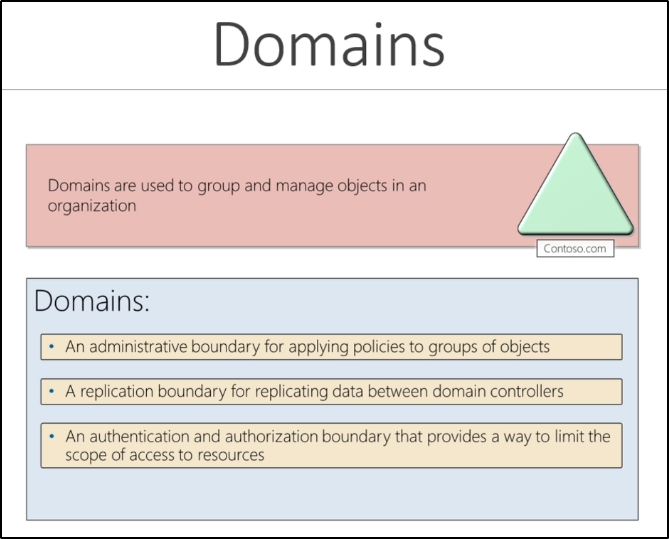 Domains
Domains are used to group and manage objects in an
organization
Contoso.com
Domains:
• An administrative boundary for applying policies to groups of objects
• A replication boundary for replicating data between domain controllers
• An authentication and authorization boundary that provides a way to limit the
scope of access to resources